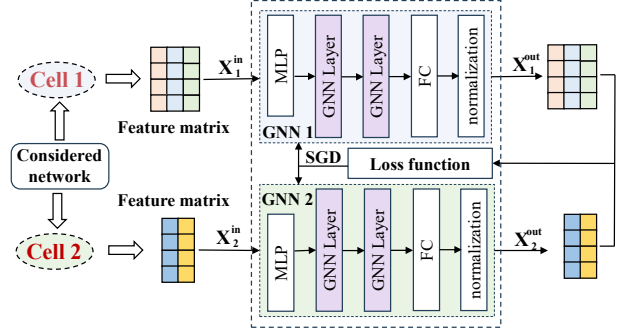 Cell 1
Feature matrix
X₁ⁱⁿ
MLP
GNN Layer
GNN Layer
FC
normalization
GNN 1
X₁ᵒᵘᵗ
Considered
network
SGD
Loss function
Feature matrix
Cell 2
X₂ⁱⁿ
GNN 2
MLP
GNN Layer
GNN Layer
FC
normalization
X₂ᵒᵘᵗ